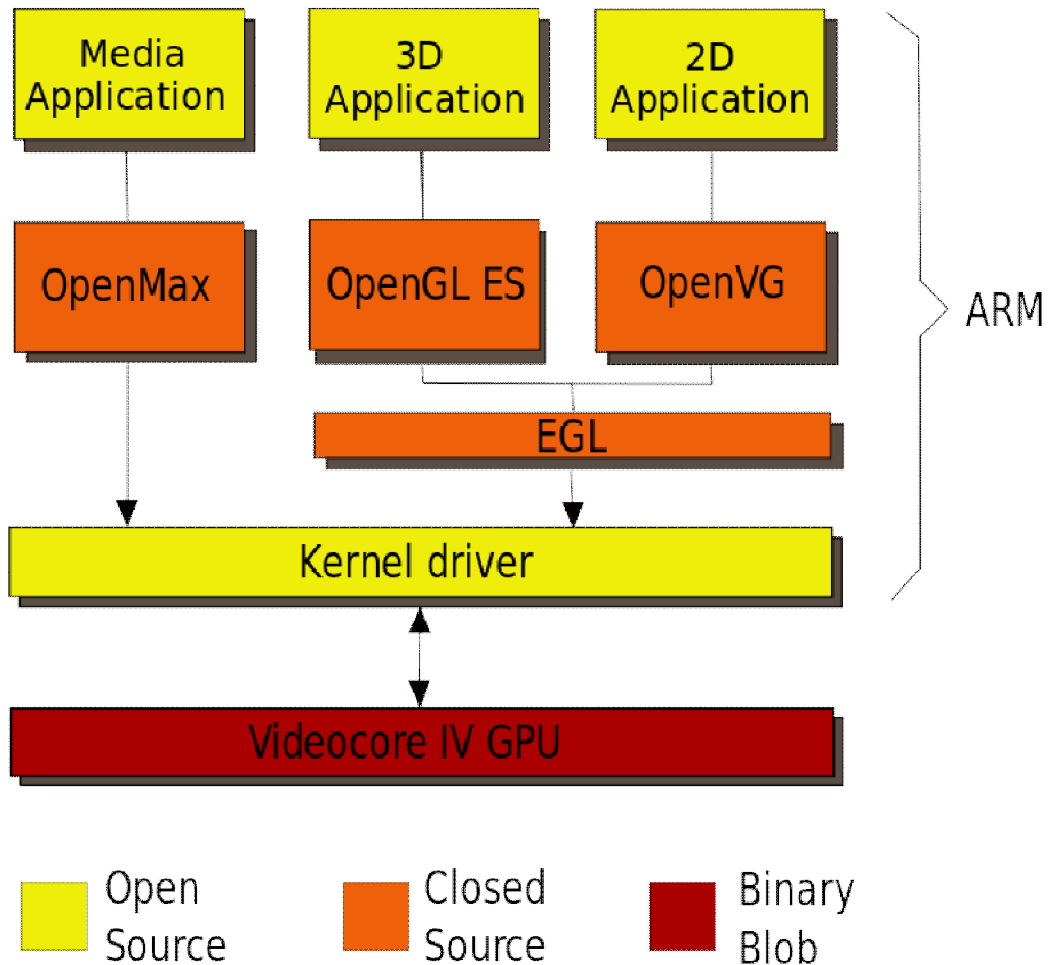 Media
Application
3D
Application
2D
Application
OpenMax
OpenGL ES
OpenVG
ARM
EGL
Kernel driver
Videocore IV GPU
Open
Source
Closed
Source
Binary
Blob